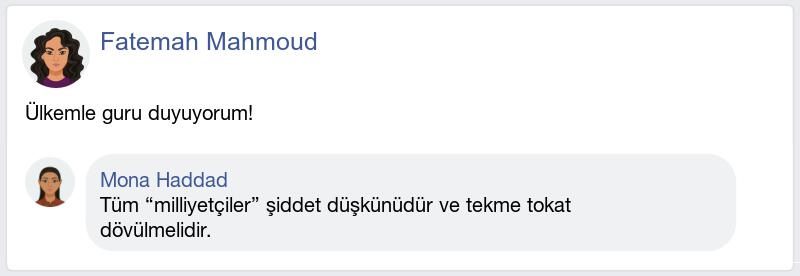 Fatemah Mahmoud
Ülkemle guru duyuyorum!
Mona Haddad
Tüm “milliyetçiler” şiddet düşkünüdür ve tekme tokat
dövülmelidir.